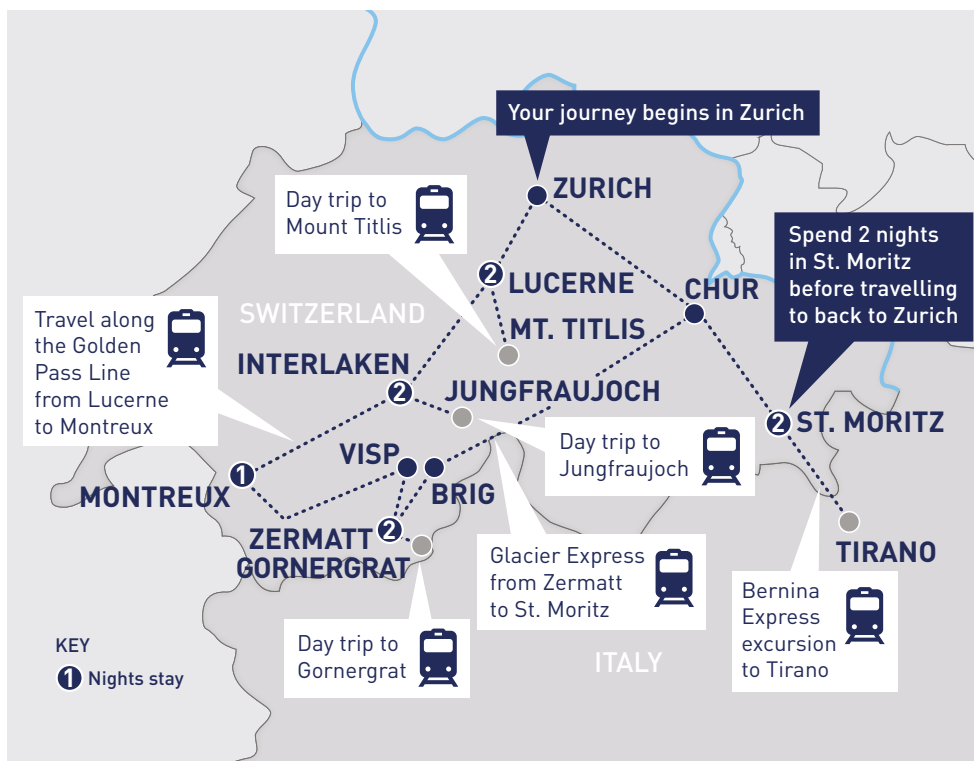 Your journey begins in Zurich
ZURICH
Day trip to
Mount Titlis
Spend 2 nights
in St. Moritz
before travelling
to back to Zurich
2
LUCERNE
CHUR
SWITZERLAND
MT. TITLIS
Travel along
the Golden
Pass Line
from Lucerne
to Montreux
INTERLAKEN
2
JUNGFRAUJOCH
2
ST. MORITZ
Day trip to
Jungfraujoch
VISP
BRIG
1
MONTREUX
ZERMATT
2
GORNERGRAT
TIRANO
Glacier Express
from Zermatt
to St. Moritz
Bernina
Express
excursion
to Tirano
Day trip to
Gornergrat
ITALY
KEY
1 Nights stay